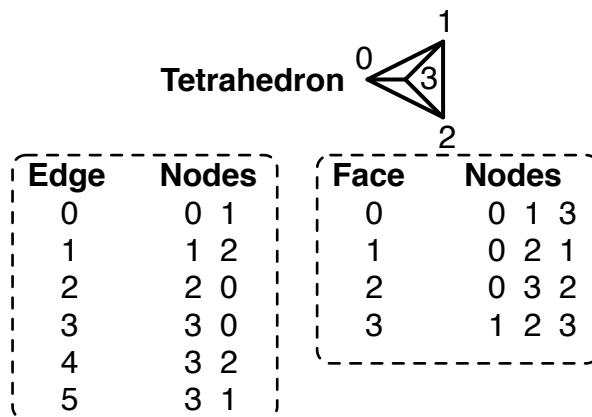 1
0
Tetrahedron
3
2
Edge Nodes
0 0 1
1 1 2
2 2 0
3 3 0
4 3 2
5 3 1
Face Nodes
0 0 1 3
1 0 2 1
2 0 3 2
3 1 2 3